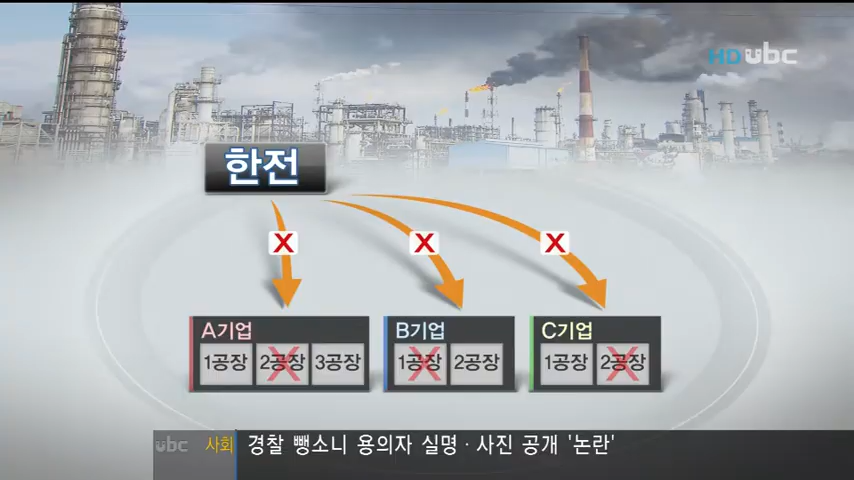 HD ubc
한전
X X X
A기업
1공장 2공장 3공장
B기업
1공장 2공장
C기업
1공장 2공장
ubc 사회 경찰 뺑소니 용의자 실명·사진 공개 '논란'